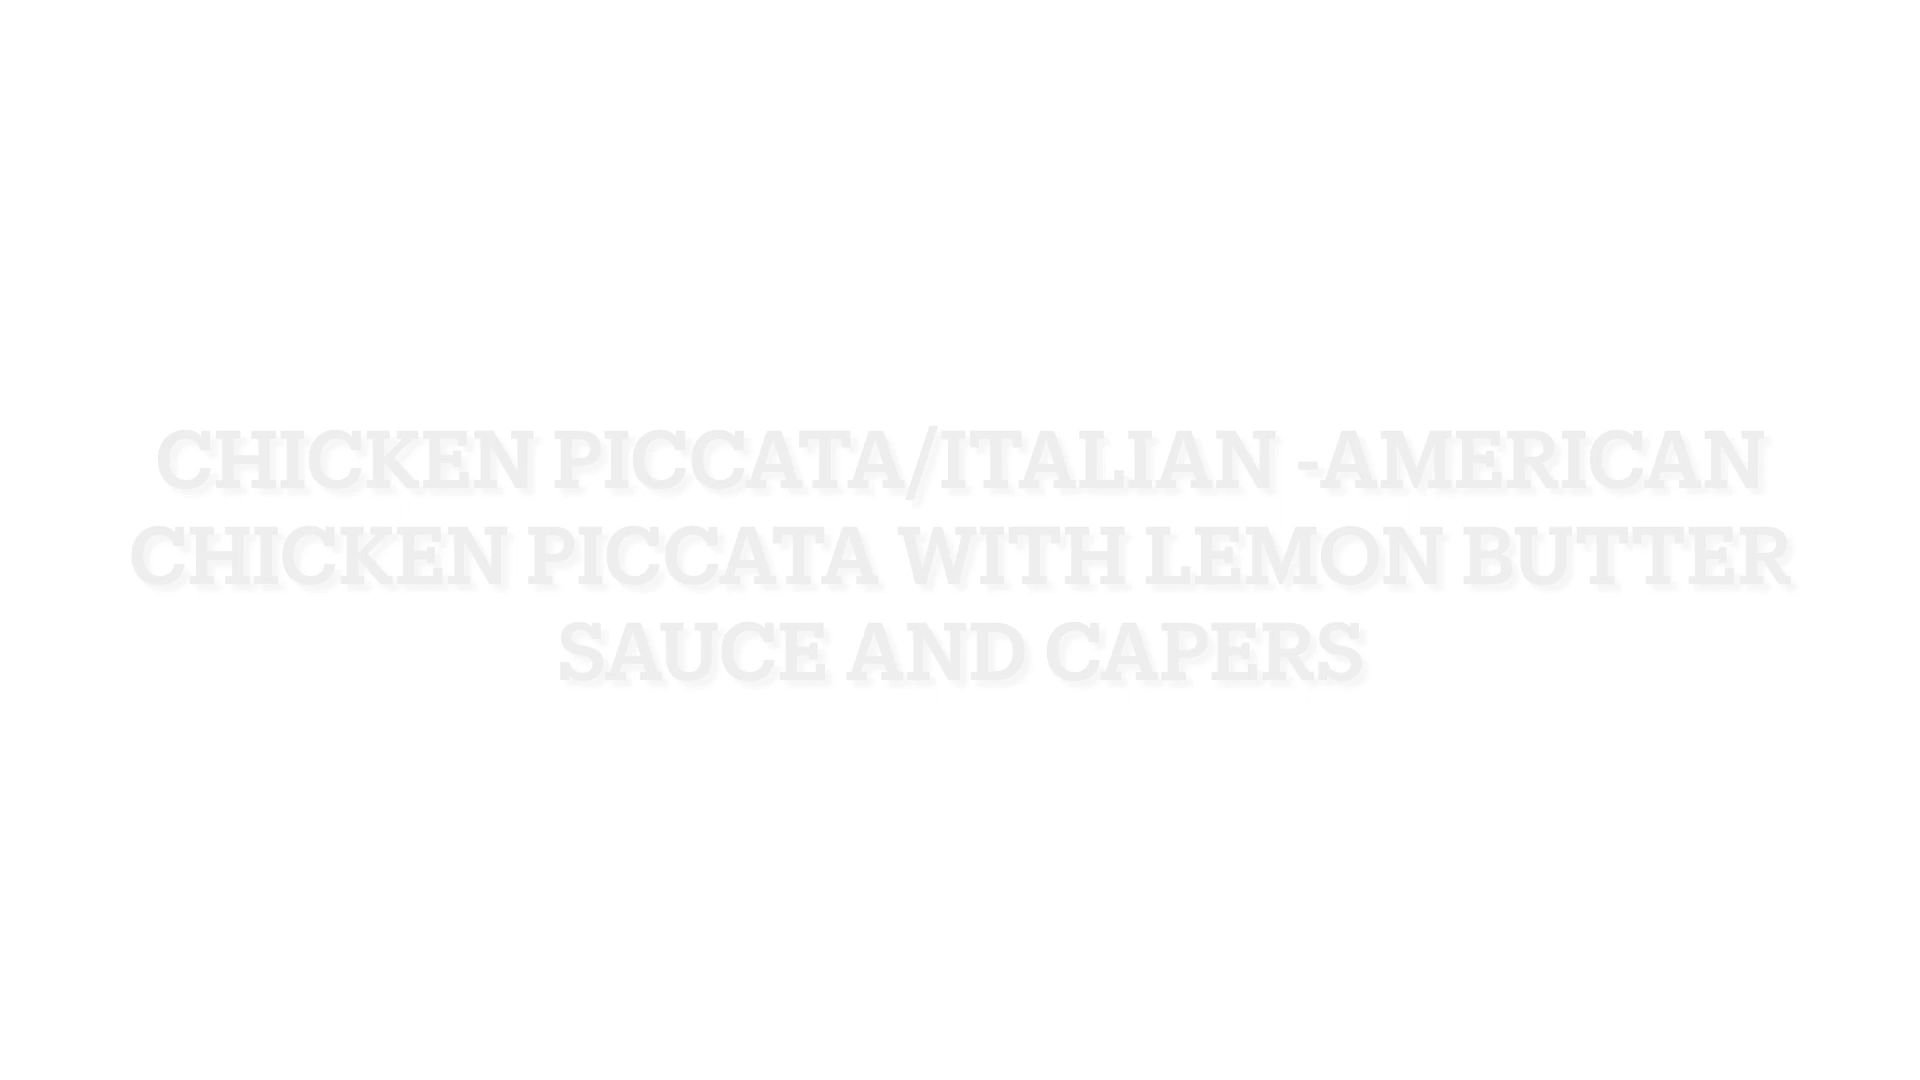 CHICKEN PICCATA/ITALIAN -AMERICAN
CHICKEN PICCATA WITH LEMON BUTTER
SAUCE AND CAPERS